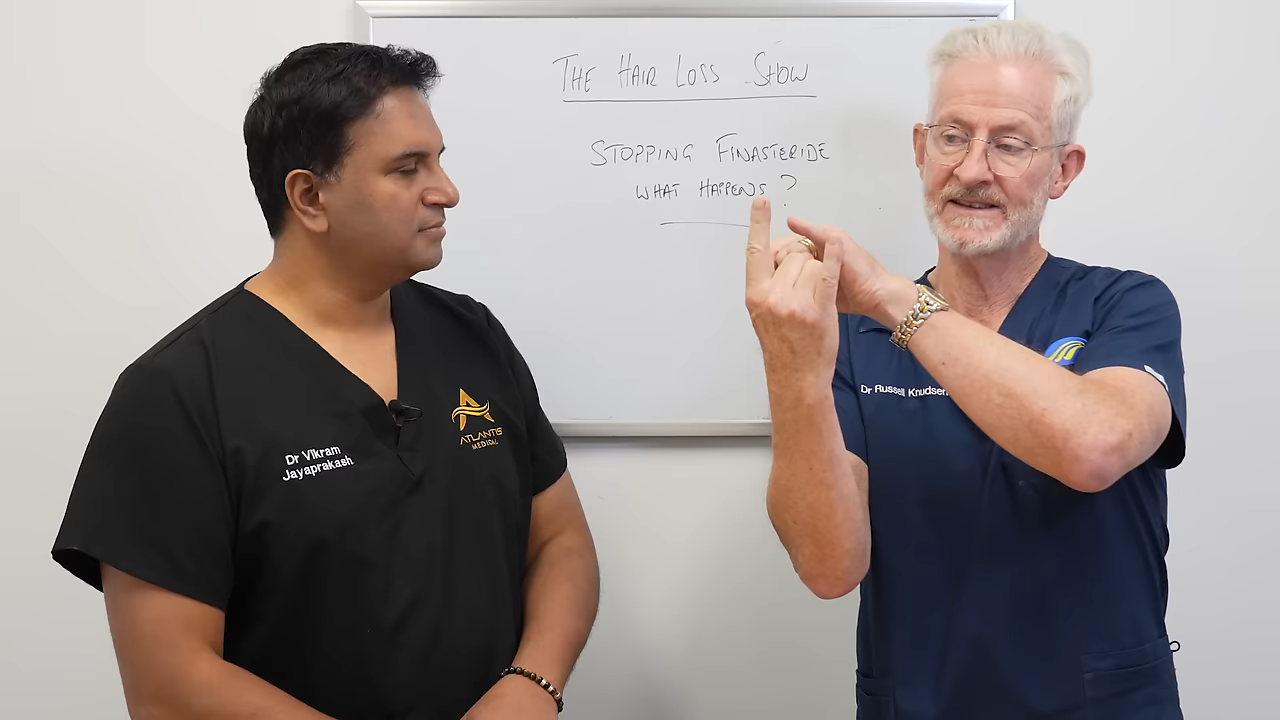 THE HAIR LOSS SHOW
STOPPING FINASTERIDE
WHAT HAPPENS?
Dr Vikram
Jayaprakash
ATLANTIS
MEDICAL
Dr Russell Knudsen